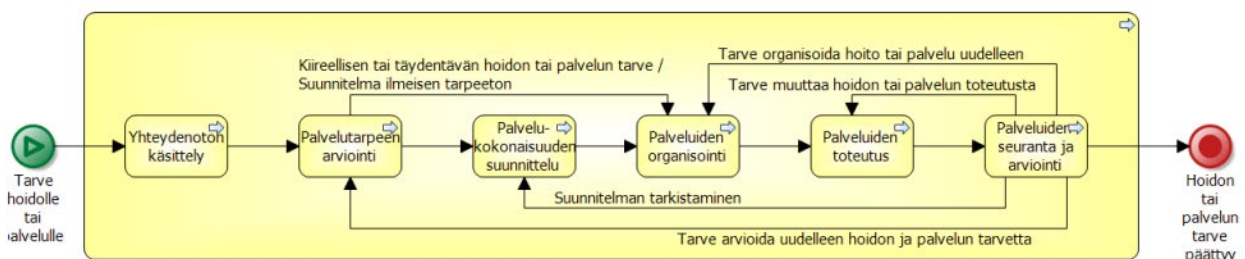 Tarve organisoida hoito tai palvelu uudelleen
Kiireellisen tai täydentävän hoidon tai palvelun tarve /
Suunnitelma ilmeisen tarpeeton
Tarve muuttaa hoidon tai palvelun toteutusta
Yhteydenoton
käsittely
Palvelutarpeen
arviointi
Palvelu-
kokonaisuuden
suunnittelu
Palveluiden
organisointi
Palveluiden
toteutus
Palveluiden
seuranta ja
arviointi
Tarve
hoidolle
tai
palvelulle
Hoidon
tai
palvelun
tarve
päättyy
Suunnitelman tarkistaminen
Tarve arvioida uudelleen hoidon ja palvelun tarvetta